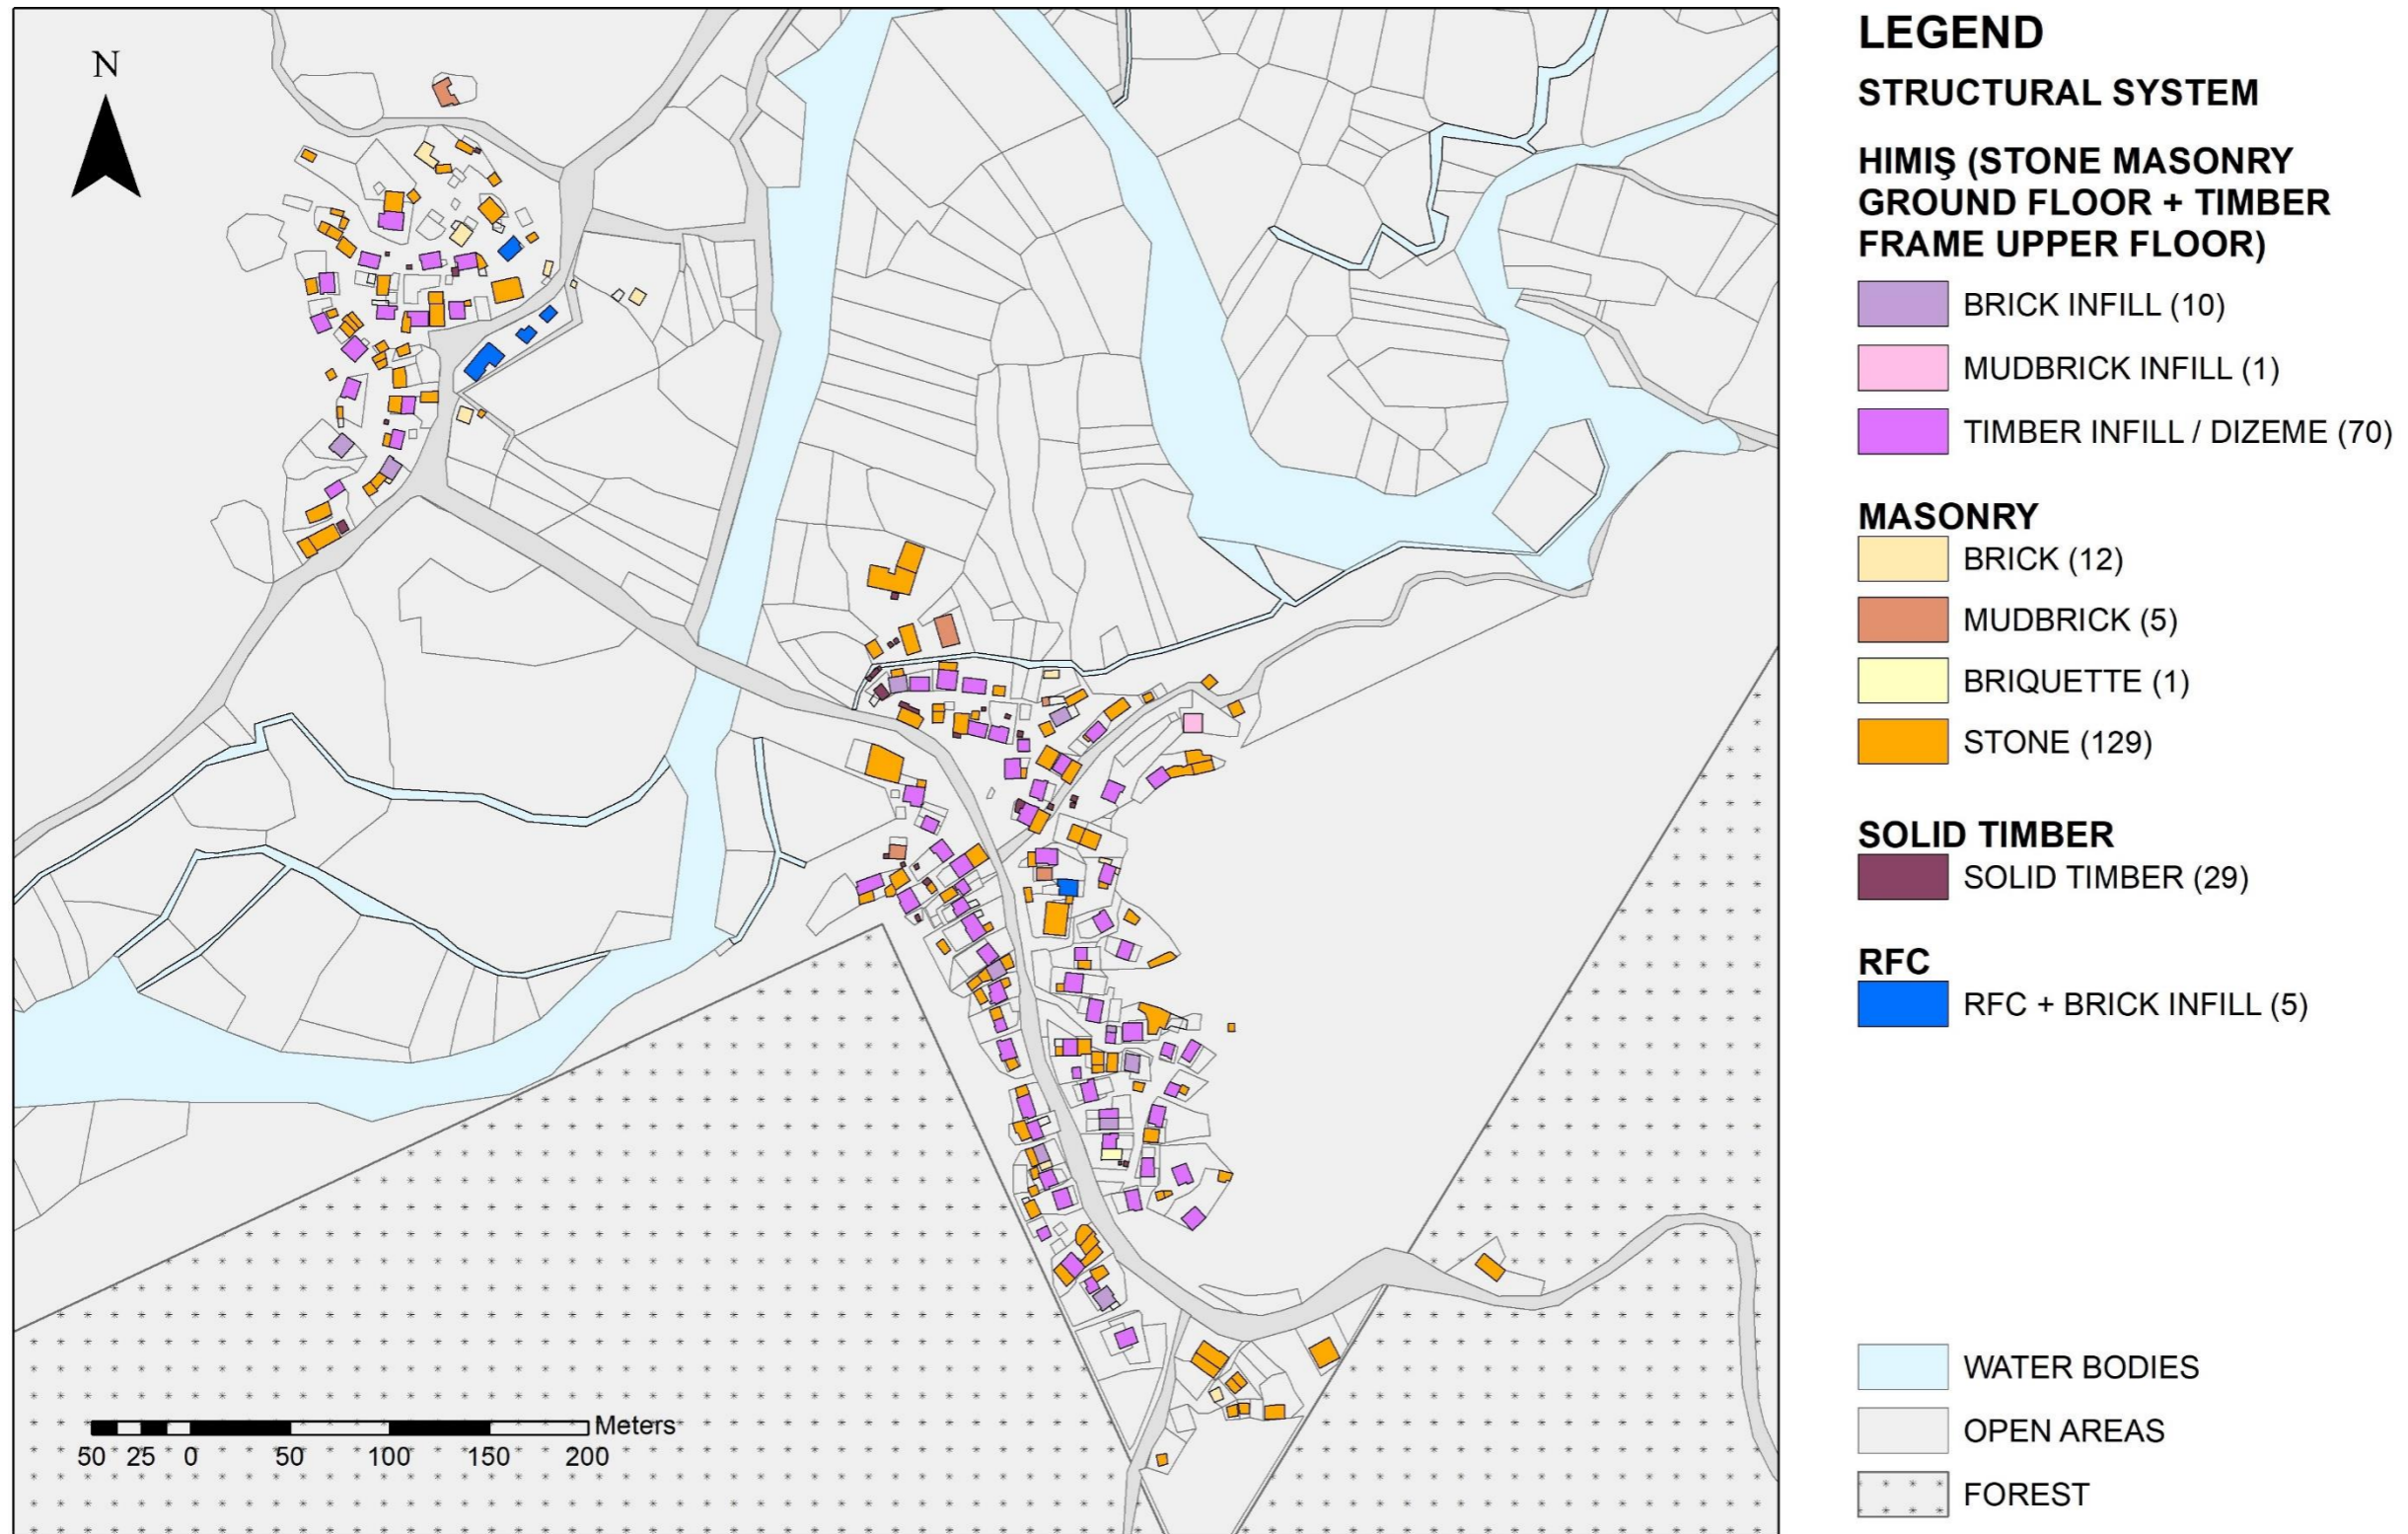 N
LEGEND
STRUCTURAL SYSTEM
HIMIŞ (STONE MASONRY
GROUND FLOOR + TIMBER
FRAME UPPER FLOOR)
BRICK INFILL (10)
MUDBRICK INFILL (1)
TIMBER INFILL / DIZEME (70)
MASONRY
BRICK (12)
MUDBRICK (5)
BRIQUETTE (1)
STONE (129)
SOLID TIMBER
SOLID TIMBER (29)
RFC
RFC + BRICK INFILL (5)
WATER BODIES
OPEN AREAS
FOREST
Meters
50 25 0 50 100 150 200